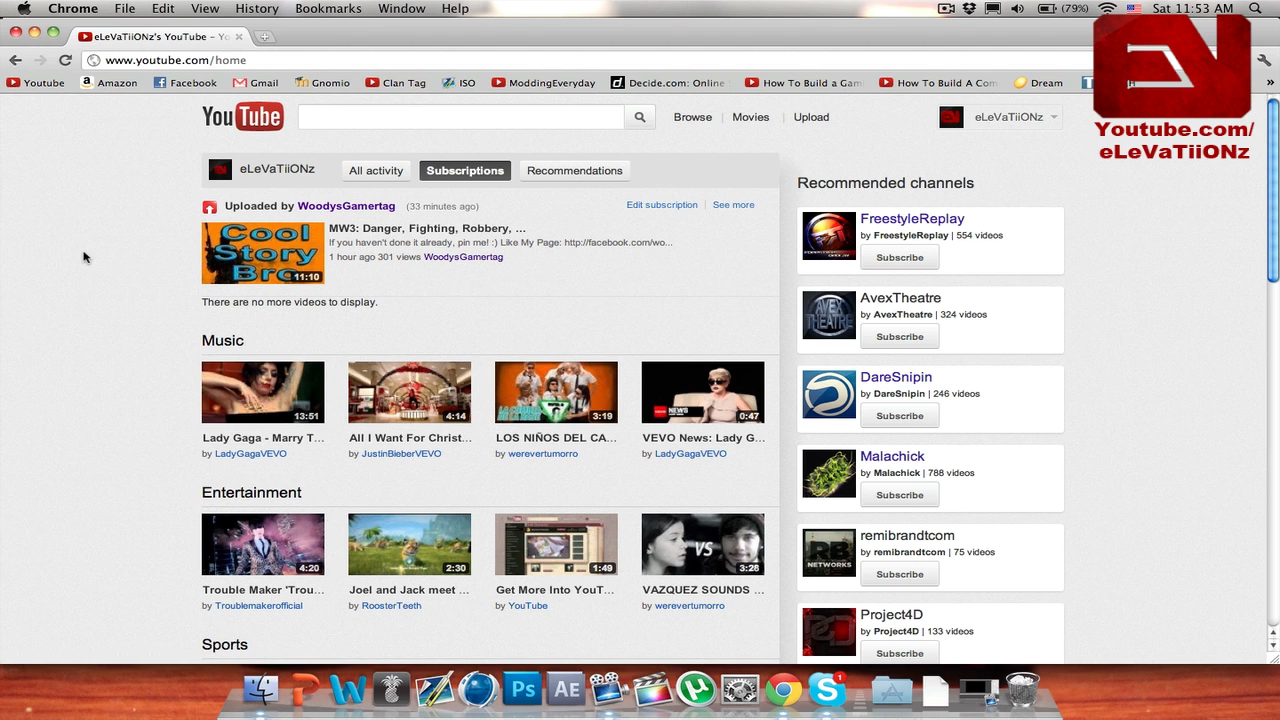 Chrome File Edit View History Bookmarks Window Help (79%) Sat 11:53 AM
eLeVaTiiONz's YouTube - Yo
www.youtube.com/home
Youtube Amazon Facebook Gmail Gnomio Clan Tag ISO ModdingEveryday Decide.com: Online How To Build a Gam How To Build A Com Dream
Youtube.com/
eLeVaTiiONz
YouTube Browse Movies Upload eLeVaTiiONz
eLeVaTiiONz All activity Subscriptions Recommendations
Uploaded by WoodysGamertag (33 minutes ago) Edit subscription See more
Cool
Story
Bro
11:10
MW3: Danger, Fighting, Robbery, ...
If you haven't done it already, pin me! :) Like My Page: http://facebook.com/wo...
1 hour ago 301 views WoodysGamertag
There are no more videos to display.
Music
13:51 4:14 3:19 0:47
NEWS
Lady Gaga - Marry T... All I Want For Christ... LOS NIÑOS DEL CA... VEVO News: Lady G...
by LadyGagaVEVO by JustinBieberVEVO by werevertumorro by LadyGagaVEVO
Entertainment
VS
4:20 2:30 1:49 3:28
Trouble Maker 'Trou... Joel and Jack meet ... Get More Into YouT... VAZQUEZ SOUNDS ...
by Troublemakerofficial by RoosterTeeth by YouTube by werevertumorro
Sports
Recommended channels
FreestyleReplay
by FreestyleReplay | 554 videos
Subscribe
AVEX
THEATRE
AvexTheatre
by AvexTheatre | 324 videos
Subscribe
DareSnipin
by DareSnipin | 246 videos
Subscribe
Malachick
by Malachick | 788 videos
Subscribe
RB
NETWORKS
remibrandtcom
by remibrandtcom | 75 videos
Subscribe
Project4D
by Project4D | 133 videos
Subscribe
Ps AE 1